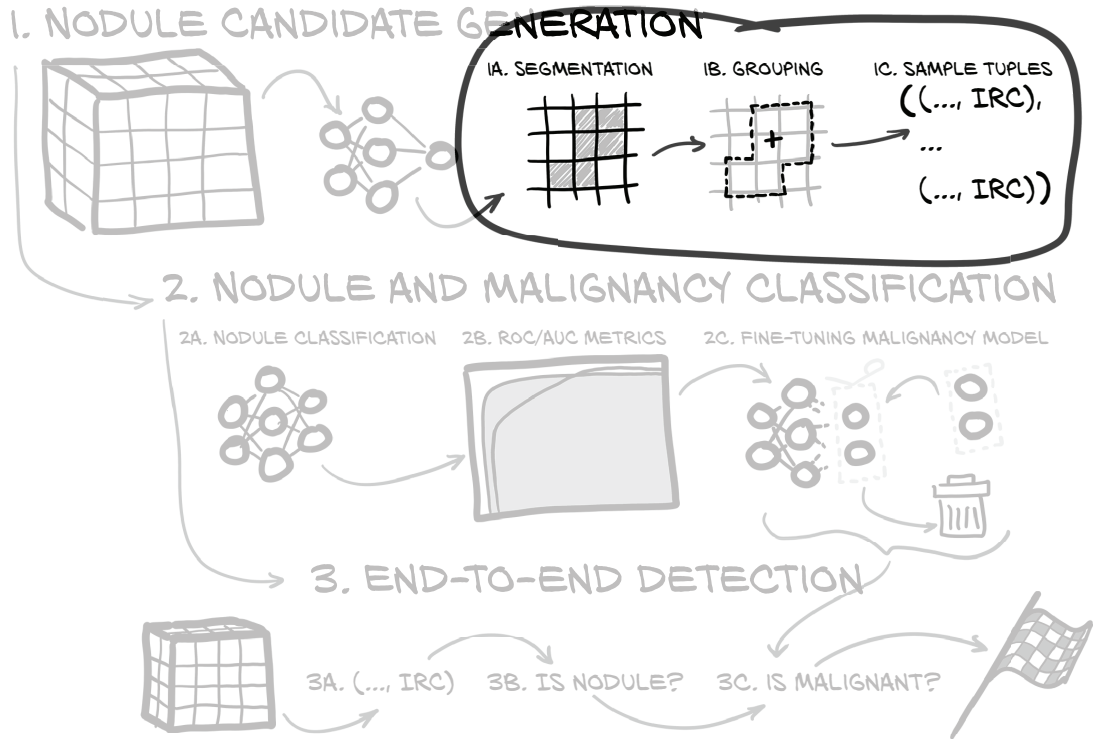 1. NODULE CANDIDATE GENERATION
1A. SEGMENTATION
1B. GROUPING
1C. SAMPLE TUPLES
((..., IRC),
...
(..., IRC))
2. NODULE AND MALIGNANCY CLASSIFICATION
2A. NODULE CLASSIFICATION
2B. ROC/AUC METRICS
2C. FINE-TUNING MALIGNANCY MODEL
3. END-TO-END DETECTION
3A. (..., IRC)
3B. IS NODULE?
3C. IS MALIGNANT?